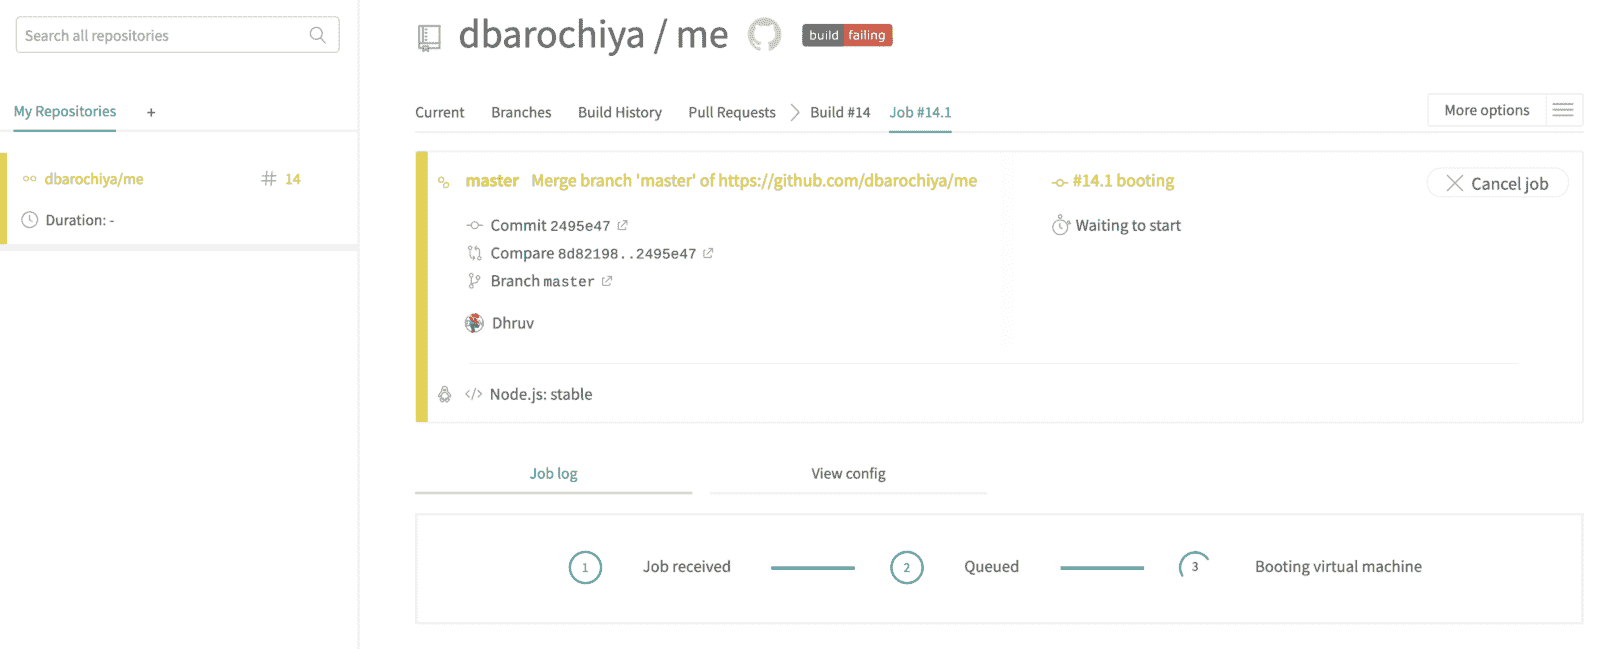 Search all repositories
dbarochiya / me
build failing
My Repositories +
Current Branches Build History Pull Requests Build #14 Job #14.1
More options
dbarochiya/me # 14
Duration: -
master Merge branch 'master' of https://github.com/dbarochiya/me
Commit 2495e47
Compare 8d82198..2495e47
Branch master
Dhruv
#14.1 booting
Waiting to start
Cancel job
</> Node.js: stable
Job log View config
1 Job received 2 Queued 3 Booting virtual machine